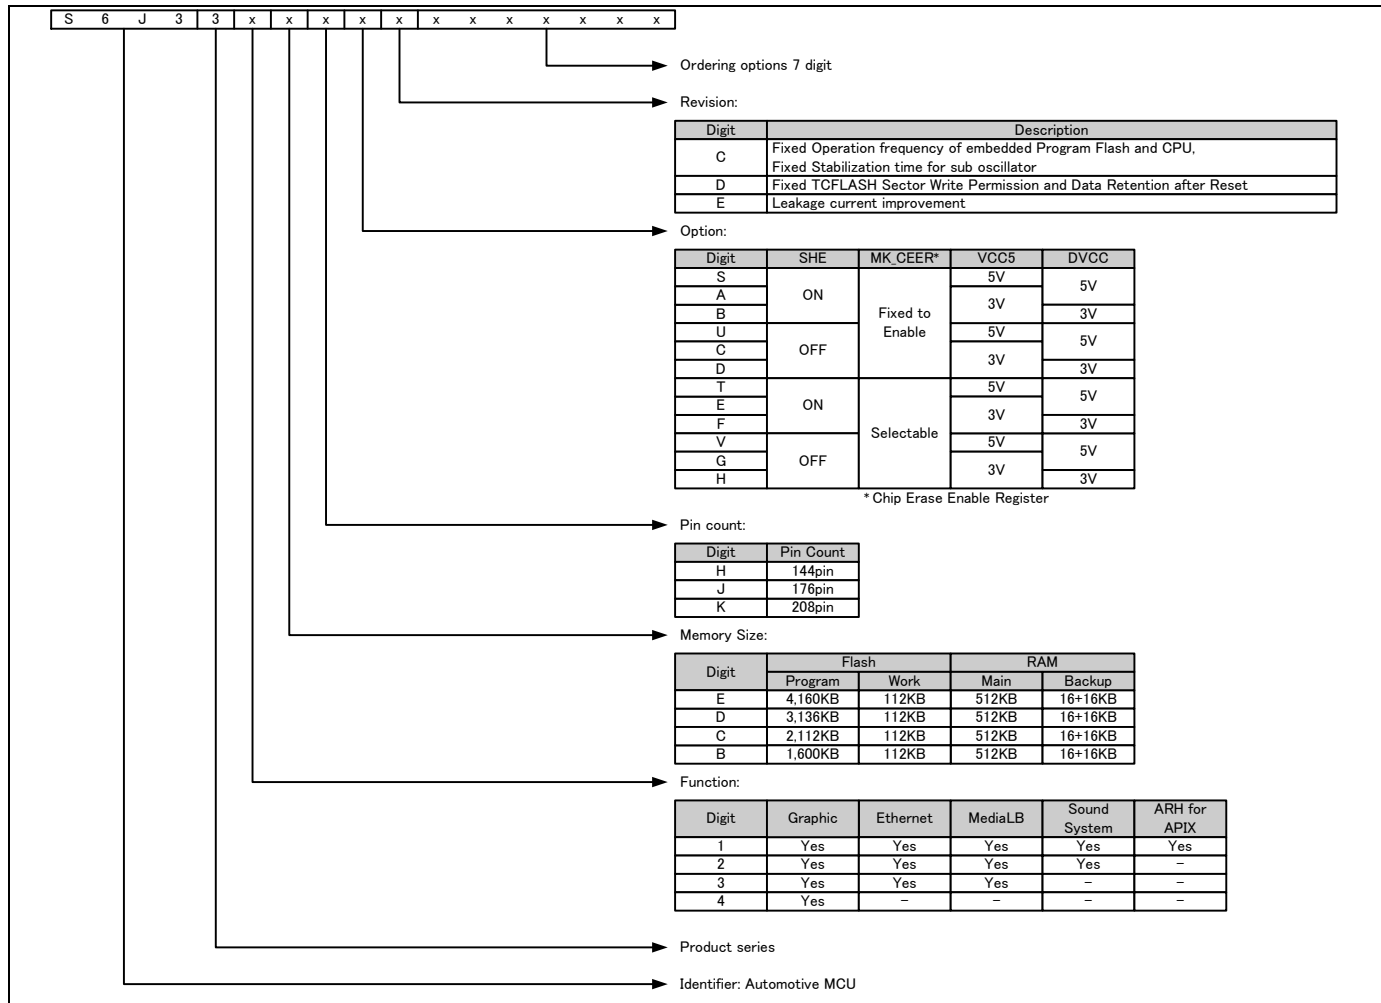 S 6 J 3 3 x x x x x x x x x x x x
Ordering options 7 digit
Revision:
Digit Description
C Fixed Operation frequency of embedded Program Flash and CPU,
Fixed Stabilization time for sub oscillator
D Fixed TCFLASH Sector Write Permission and Data Retention after Reset
E Leakage current improvement
Option:
Digit SHE MK_CEER* VCC5 DVCC
S ON Fixed to Enable 5V 5V
A 3V
B 3V
U OFF 5V 5V
C 3V
D 3V
T ON Selectable 5V 5V
E 3V
F 3V
V OFF 5V 5V
G 3V
H 3V
* Chip Erase Enable Register
Pin count:
Digit Pin Count
H 144pin
J 176pin
K 208pin
Memory Size:
Digit Flash RAM
Program Work Main Backup
E 4,160KB 112KB 512KB 16+16KB
D 3,136KB 112KB 512KB 16+16KB
C 2,112KB 112KB 512KB 16+16KB
B 1,600KB 112KB 512KB 16+16KB
Function:
Digit Graphic Ethernet MediaLB Sound System ARH for APIX
1 Yes Yes Yes Yes Yes
2 Yes Yes Yes Yes -
3 Yes Yes Yes - -
4 Yes - - - -
Product series
Identifier: Automotive MCU